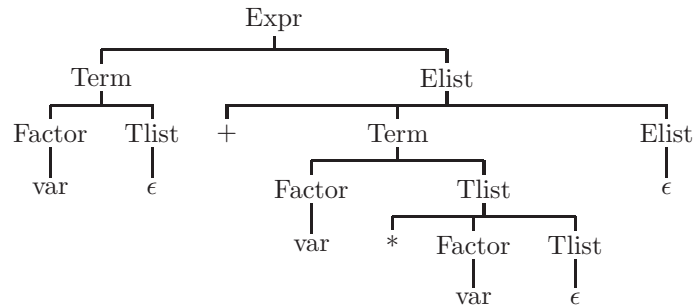 Expr
Term Elist
Factor Tlist + Term Elist
var ϵ Factor Tlist ϵ
var * Factor Tlist
var ϵ